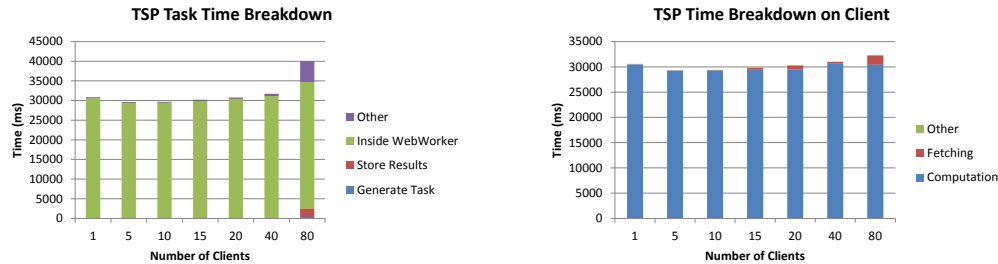 TSP Task Time Breakdown
45000
40000
35000
30000
25000
20000
15000
10000
5000
0
Time (ms)
1 5 10 15 20 40 80
Number of Clients
Other
Inside WebWorker
Store Results
Generate Task
TSP Time Breakdown on Client
35000
30000
25000
20000
15000
10000
5000
0
Time (ms)
1 5 10 15 20 40 80
Number of Clients
Other
Fetching
Computation